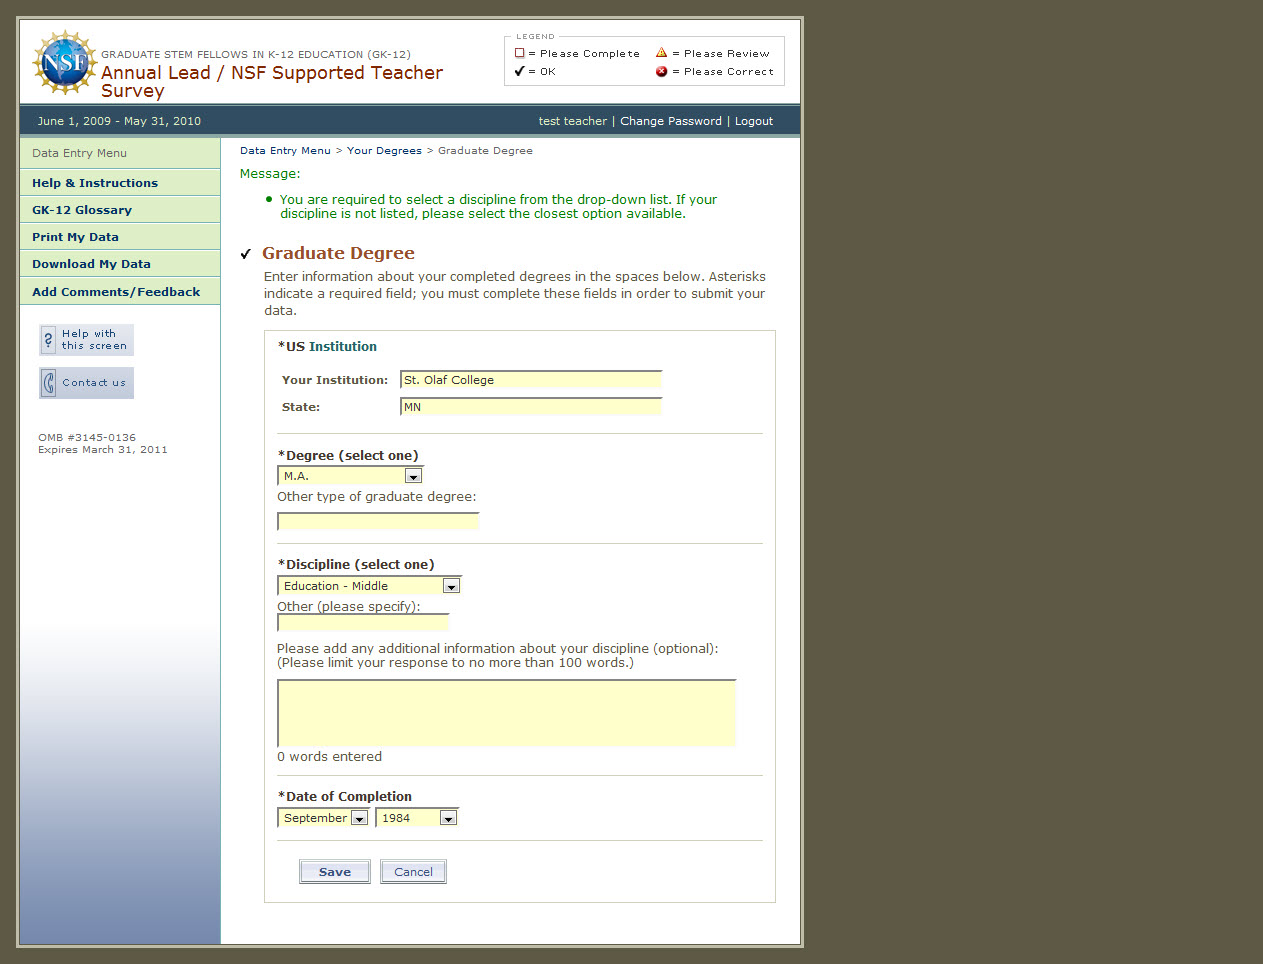 NSF
GRADUATE STEM FELLOWS IN K-12 EDUCATION (GK-12)
Annual Lead / NSF Supported Teacher
Survey
LEGEND
= Please Complete
= Please Review
= OK
= Please Correct
June 1, 2009 - May 31, 2010
test teacher | Change Password | Logout
Data Entry Menu
Help & Instructions
GK-12 Glossary
Print My Data
Download My Data
Add Comments/Feedback
? Help with
this screen
Contact us
OMB #3145-0136
Expires March 31, 2011
Data Entry Menu > Your Degrees > Graduate Degree
Message:
You are required to select a discipline from the drop-down list. If your
discipline is not listed, please select the closest option available.
Graduate Degree
Enter information about your completed degrees in the spaces below. Asterisks
indicate a required field; you must complete these fields in order to submit your
data.
*US Institution
Your Institution: St. Olaf College
State: MN
*Degree (select one)
M.A.
Other type of graduate degree:
*Discipline (select one)
Education - Middle
Other (please specify):
Please add any additional information about your discipline (optional):
(Please limit your response to no more than 100 words.)
0 words entered
*Date of Completion
September 1984
Save Cancel